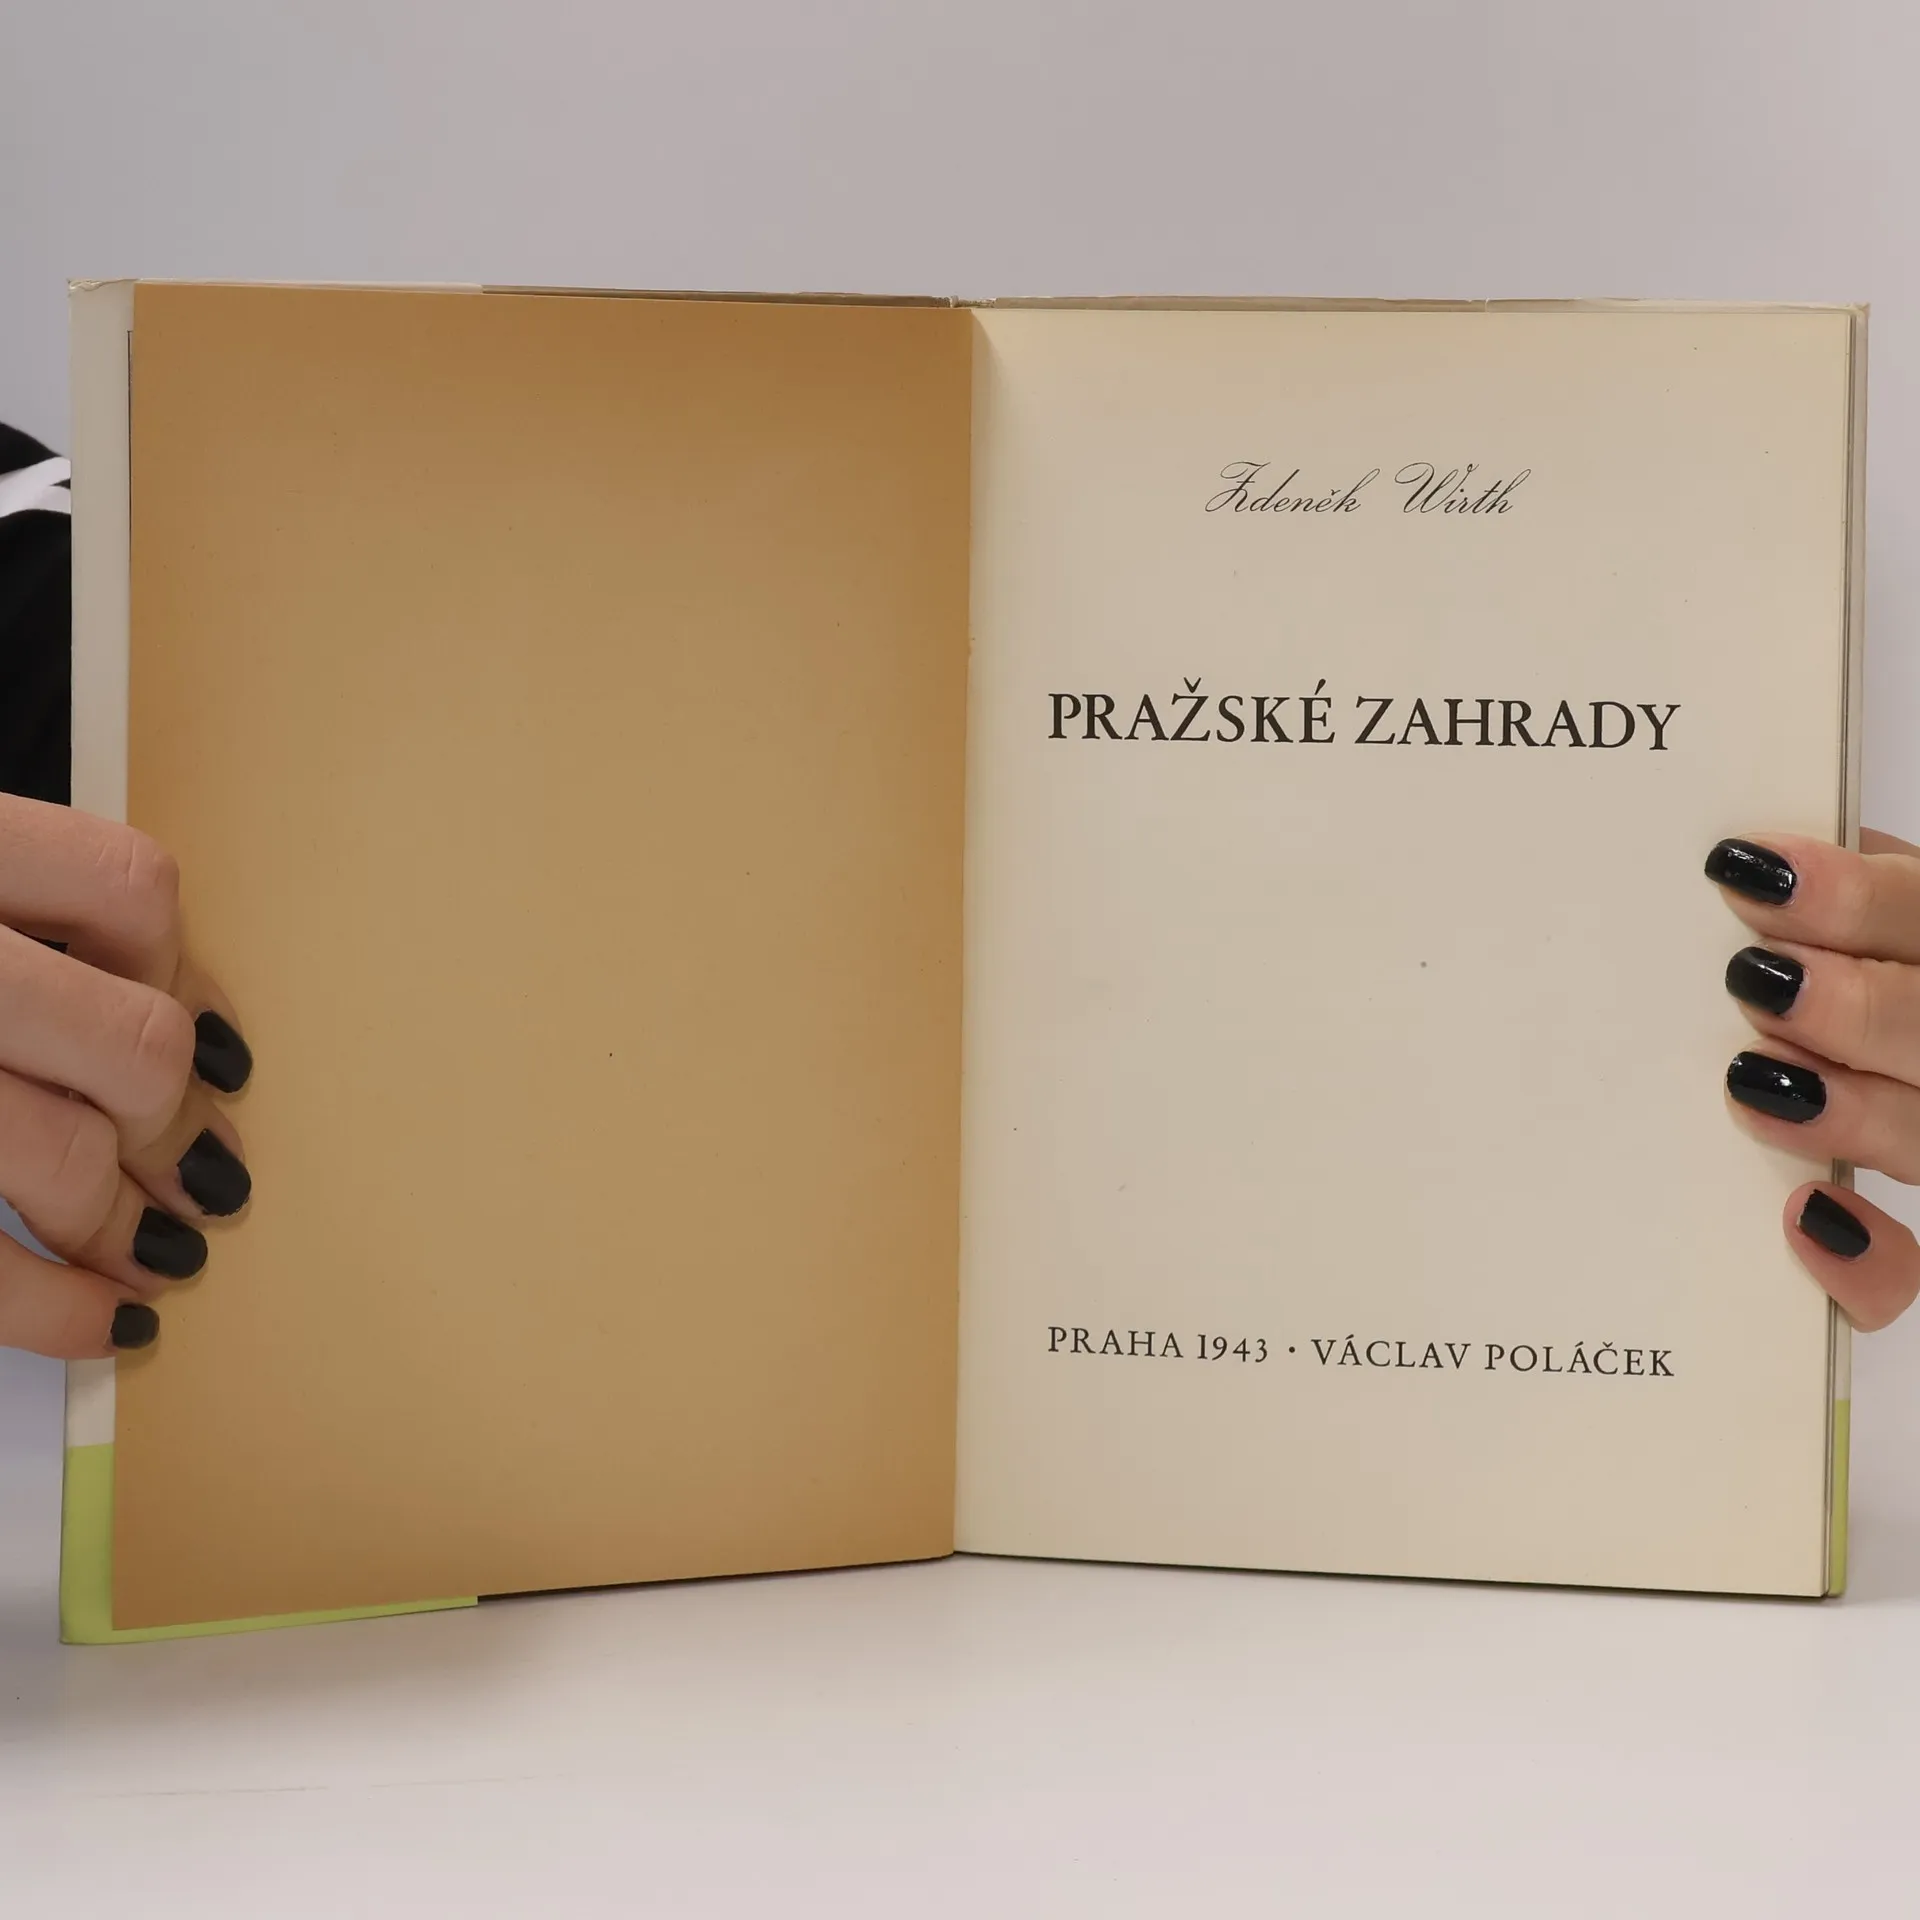 Zdeněk Wirth
PRAŽSKÉ ZAHRADY
PRAHA 1943 · VÁCLAV POLÁČEK